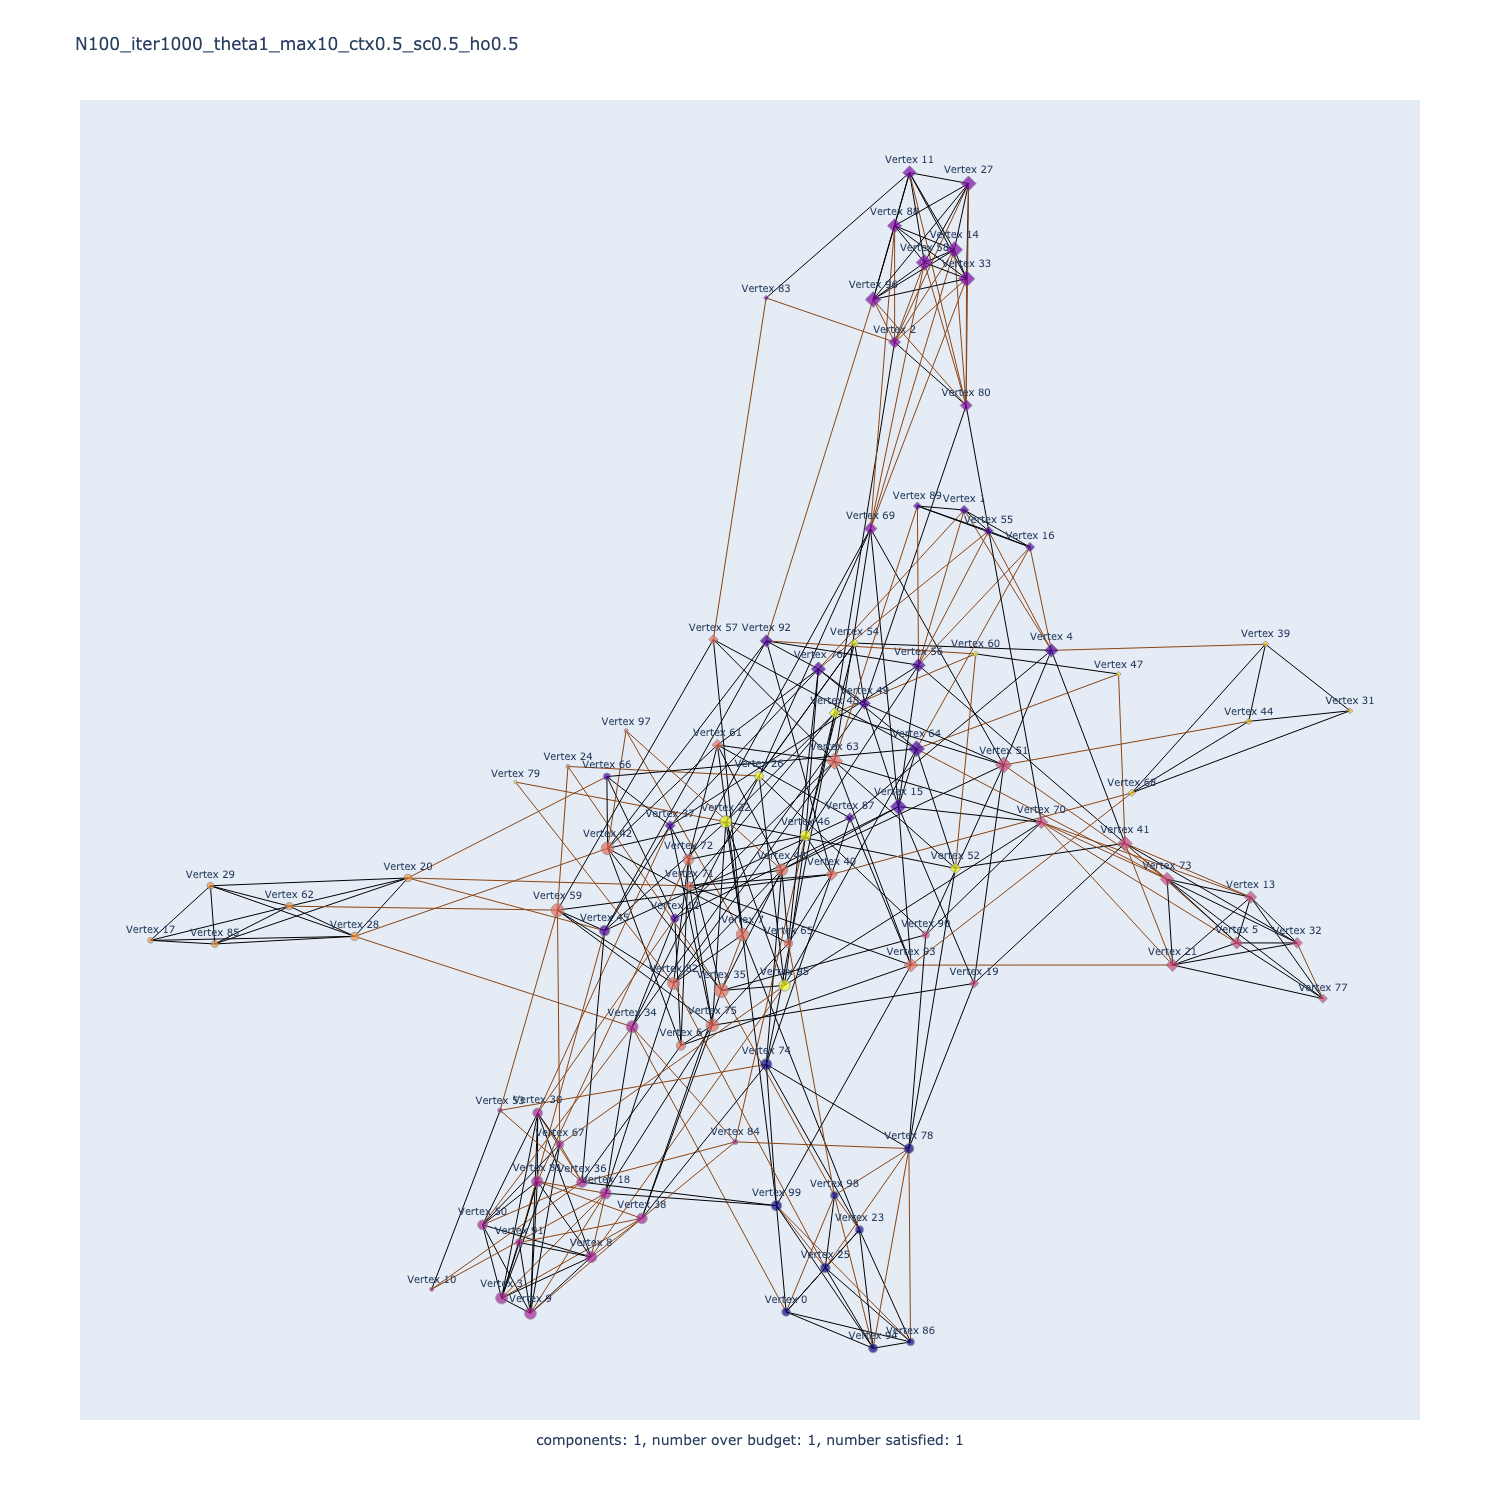 N100_iter1000_theta1_max10_ctx0.5_sc0.5_ho0.5
Vertex 11
Vertex 27
Vertex 14
Vertex 33
Vertex 83
Vertex 2
Vertex 80
Vertex 89
Vertex 1
Vertex 69
Vertex 55
Vertex 16
Vertex 57
Vertex 92
Vertex 54
Vertex 60
Vertex 4
Vertex 39
Vertex 76
Vertex 56
Vertex 47
Vertex 49
Vertex 31
Vertex 44
Vertex 97
Vertex 61
Vertex 64
Vertex 63
Vertex 51
Vertex 24
Vertex 66
Vertex 26
Vertex 79
Vertex 68
Vertex 15
Vertex 22
Vertex 87
Vertex 70
Vertex 37
Vertex 46
Vertex 42
Vertex 41
Vertex 72
Vertex 52
Vertex 20
Vertex 40
Vertex 73
Vertex 29
Vertex 71
Vertex 13
Vertex 62
Vertex 59
Vertex 12
Vertex 28
Vertex 7
Vertex 17
Vertex 85
Vertex 45
Vertex 65
Vertex 90
Vertex 5
Vertex 32
Vertex 93
Vertex 21
Vertex 82
Vertex 35
Vertex 95
Vertex 19
Vertex 77
Vertex 34
Vertex 75
Vertex 6
Vertex 74
Vertex 53
Vertex 30
Vertex 67
Vertex 84
Vertex 78
Vertex 36
Vertex 18
Vertex 99
Vertex 98
Vertex 50
Vertex 38
Vertex 23
Vertex 91
Vertex 8
Vertex 25
Vertex 10
Vertex 3
Vertex 9
Vertex 0
Vertex 94
Vertex 86
components: 1, number over budget: 1, number satisfied: 1